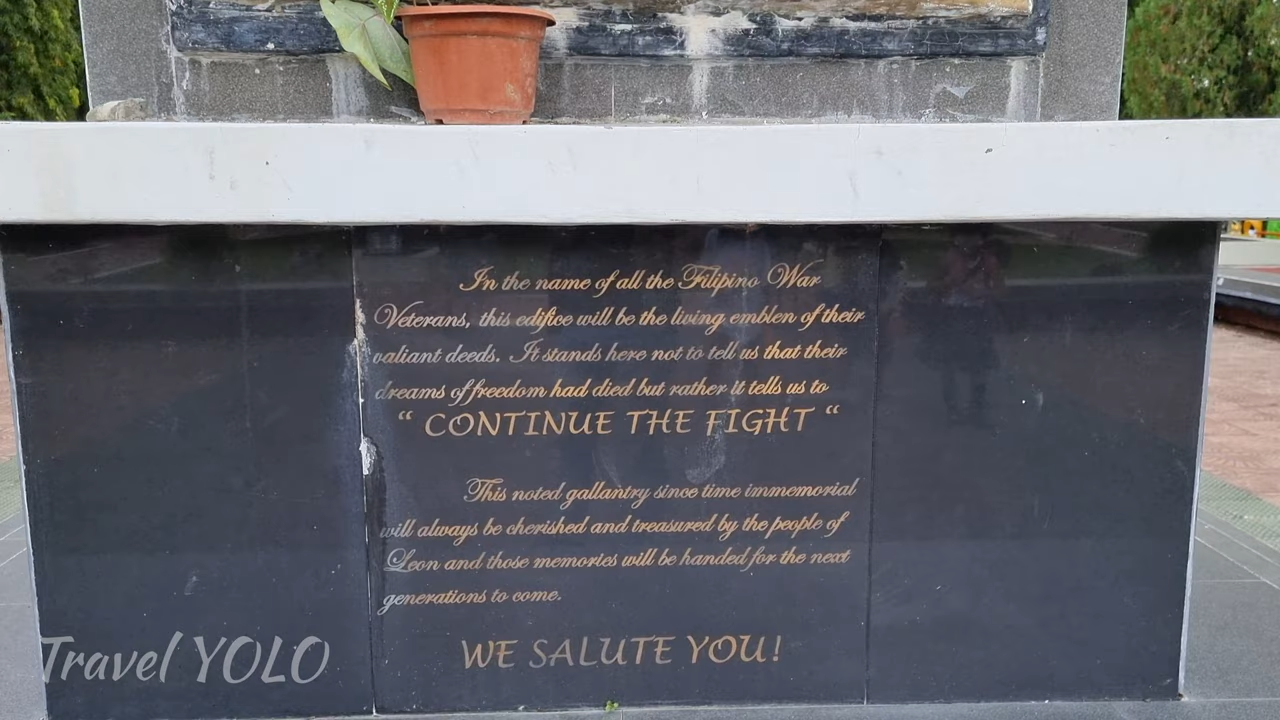 In the name of all the Filipino War
Veterans, this edifice will be the living emblen of their
valiant deeds. It stands here not to tell us that their
dreams of freedom had died but rather it tells us to
“ CONTINUE THE FIGHT “
This noted gallantry since time immemorial
will always be cherished and treasured by the people of
Leon and those memories will be handed for the next
generations to come.
WE SALUTE YOU!
Travel YOLO